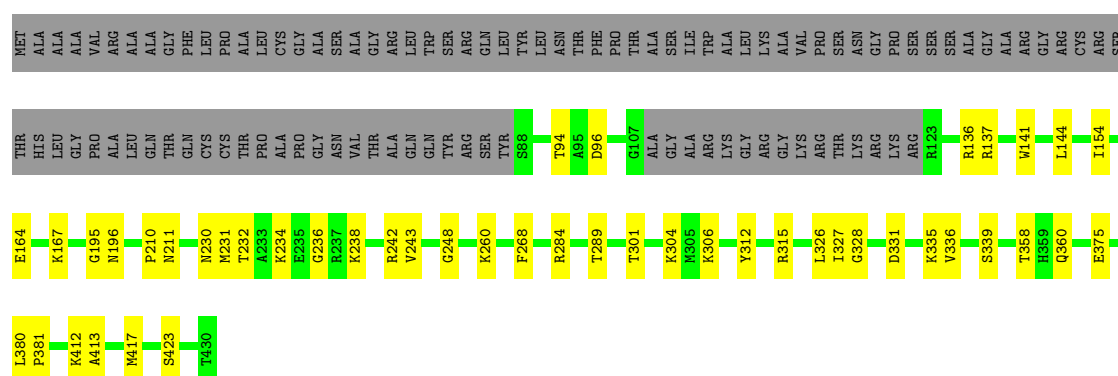 MET ALA ALA ALA VAL ARG ALA ALA GLY PHE LEU PRO ALA LEU CYS GLY ALA SER ALA GLY ARG LEU TRP SER ARG GLN LEU TYR LEU ASN THR PHE PRO THR ALA SER ILE TRP ALA LEU LYS ALA VAL PRO SER ASN GLY PRO SER SER SER ALA GLY ALA ARG GLY ARG CYS ARG SER
THR HIS LEU GLY PRO ALA LEU GLN THR GLN CYS CYS THR PRO ALA PRO GLY ASN VAL THR ALA GLN GLN TYR ARG SER TYR S88 T94 A95 D96 G107 ALA GLY ALA ARG LYS GLY ARG GLY LYS ARG THR LYS ARG LYS ARG R123 R136 R137 W141 L144 I154
E164 K167 G195 N196 P210 N211 N230 M231 T232 A233 K234 E235 G236 R237 K238 R242 V243 G248 K260 F268 R284 T289 T301 K304 M305 K306 Y312 R315 L326 I327 G328 D331 K335 V336 S339 T358 H359 Q360 E375
L380 P381 K412 A413 M417 S423 T430